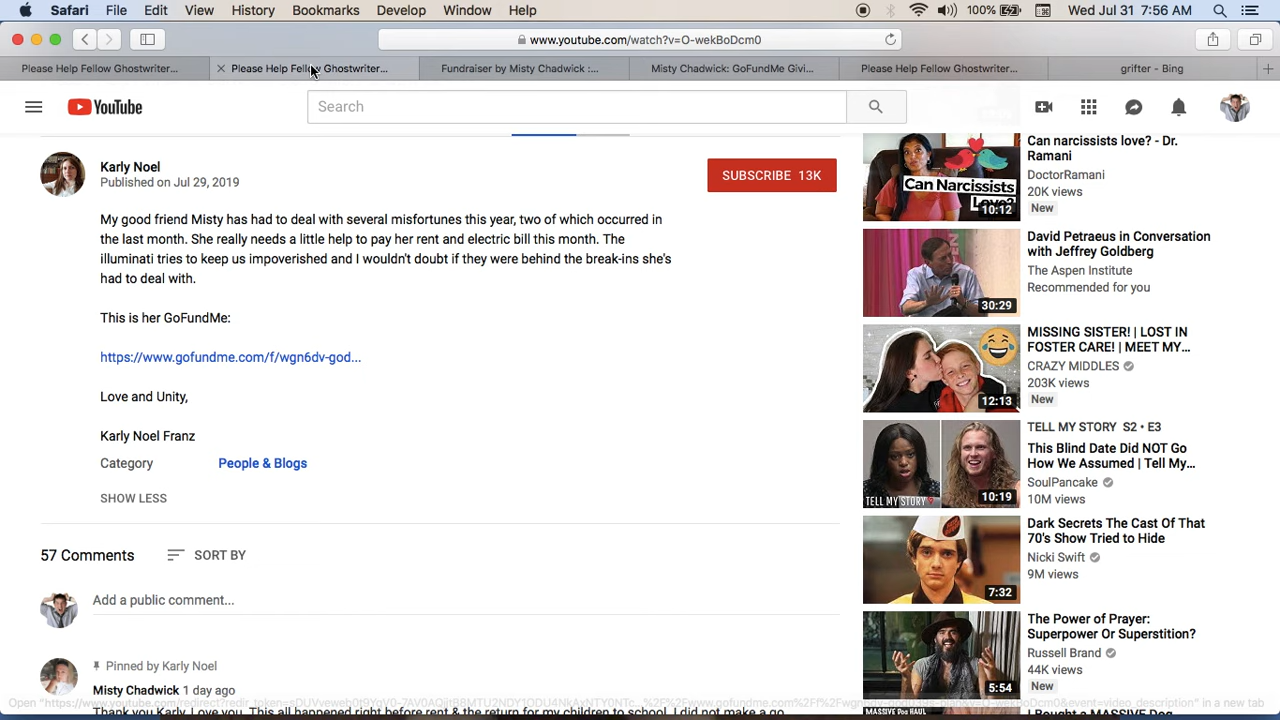 Safari File Edit View History Bookmarks Develop Window Help 100% Wed Jul 31 7:56 AM
www.youtube.com/watch?v=O-wekBoDcm0
Please Help Fellow Ghostwriter... Please Help Fellow Ghostwriter... Fundraiser by Misty Chadwick :... Misty Chadwick: GoFundMe Givi... Please Help Fellow Ghostwriter... grifter - Bing
YouTube
Search
Karly Noel
Published on Jul 29, 2019
SUBSCRIBE 13K
My good friend Misty has had to deal with several misfortunes this year, two of which occurred in
the last month. She really needs a little help to pay her rent and electric bill this month. The
illuminati tries to keep us impoverished and I wouldn't doubt if they were behind the break-ins she's
had to deal with.
This is her GoFundMe:
https://www.gofundme.com/f/wgn6dv-god...
Love and Unity,
Karly Noel Franz
Category People & Blogs
SHOW LESS
57 Comments SORT BY
Add a public comment...
Pinned by Karly Noel
Misty Chadwick 1 day ago
Can Narcissists
Love?
10:12
Can narcissists love? - Dr.
Ramani
DoctorRamani
20K views
New
30:29
David Petraeus in Conversation
with Jeffrey Goldberg
The Aspen Institute
Recommended for you
12:13
MISSING SISTER! | LOST IN
FOSTER CARE! | MEET MY...
CRAZY MIDDLES
203K views
New
TELL MY STORY
10:19
TELL MY STORY S2 • E3
This Blind Date Did NOT Go
How We Assumed | Tell My...
SoulPancake
10M views
7:32
Dark Secrets The Cast Of That
70's Show Tried to Hide
Nicki Swift
9M views
5:54
The Power of Prayer:
Superpower Or Superstition?
Russell Brand
44K views
New
MASSIVE Dog HAUL